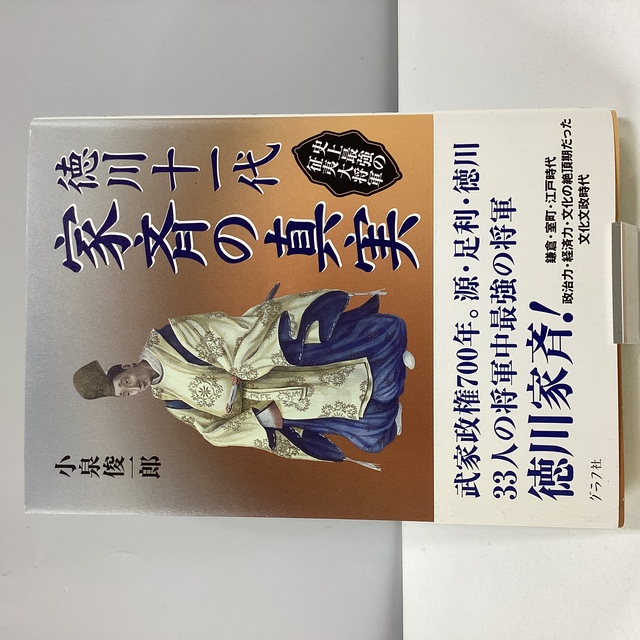 史上最強の
征夷大将軍
徳川十一代
家斉の真実
小泉俊一郎
鎌倉・室町・江戸時代
政治力・経済力・文化の絶頂期だった
文化文政時代
武家政権700年。源・足利・徳川
33人の将軍中最強の将軍
徳川家斉!
グラフ社